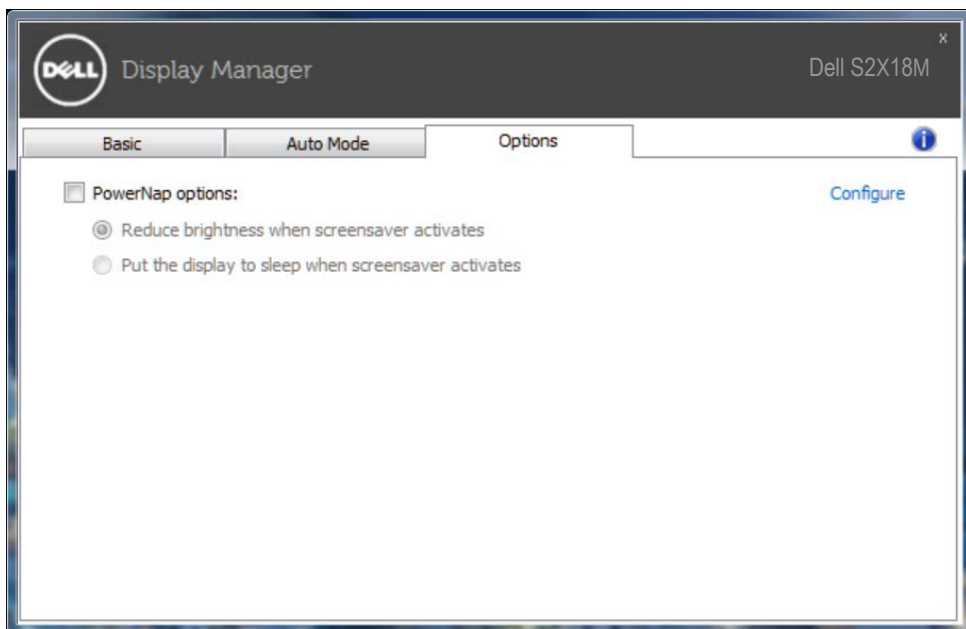 DELL
Display Manager
x
Dell S2X18M
Basic
Auto Mode
Options
i
PowerNap options:
Configure
Reduce brightness when screensaver activates
Put the display to sleep when screensaver activates